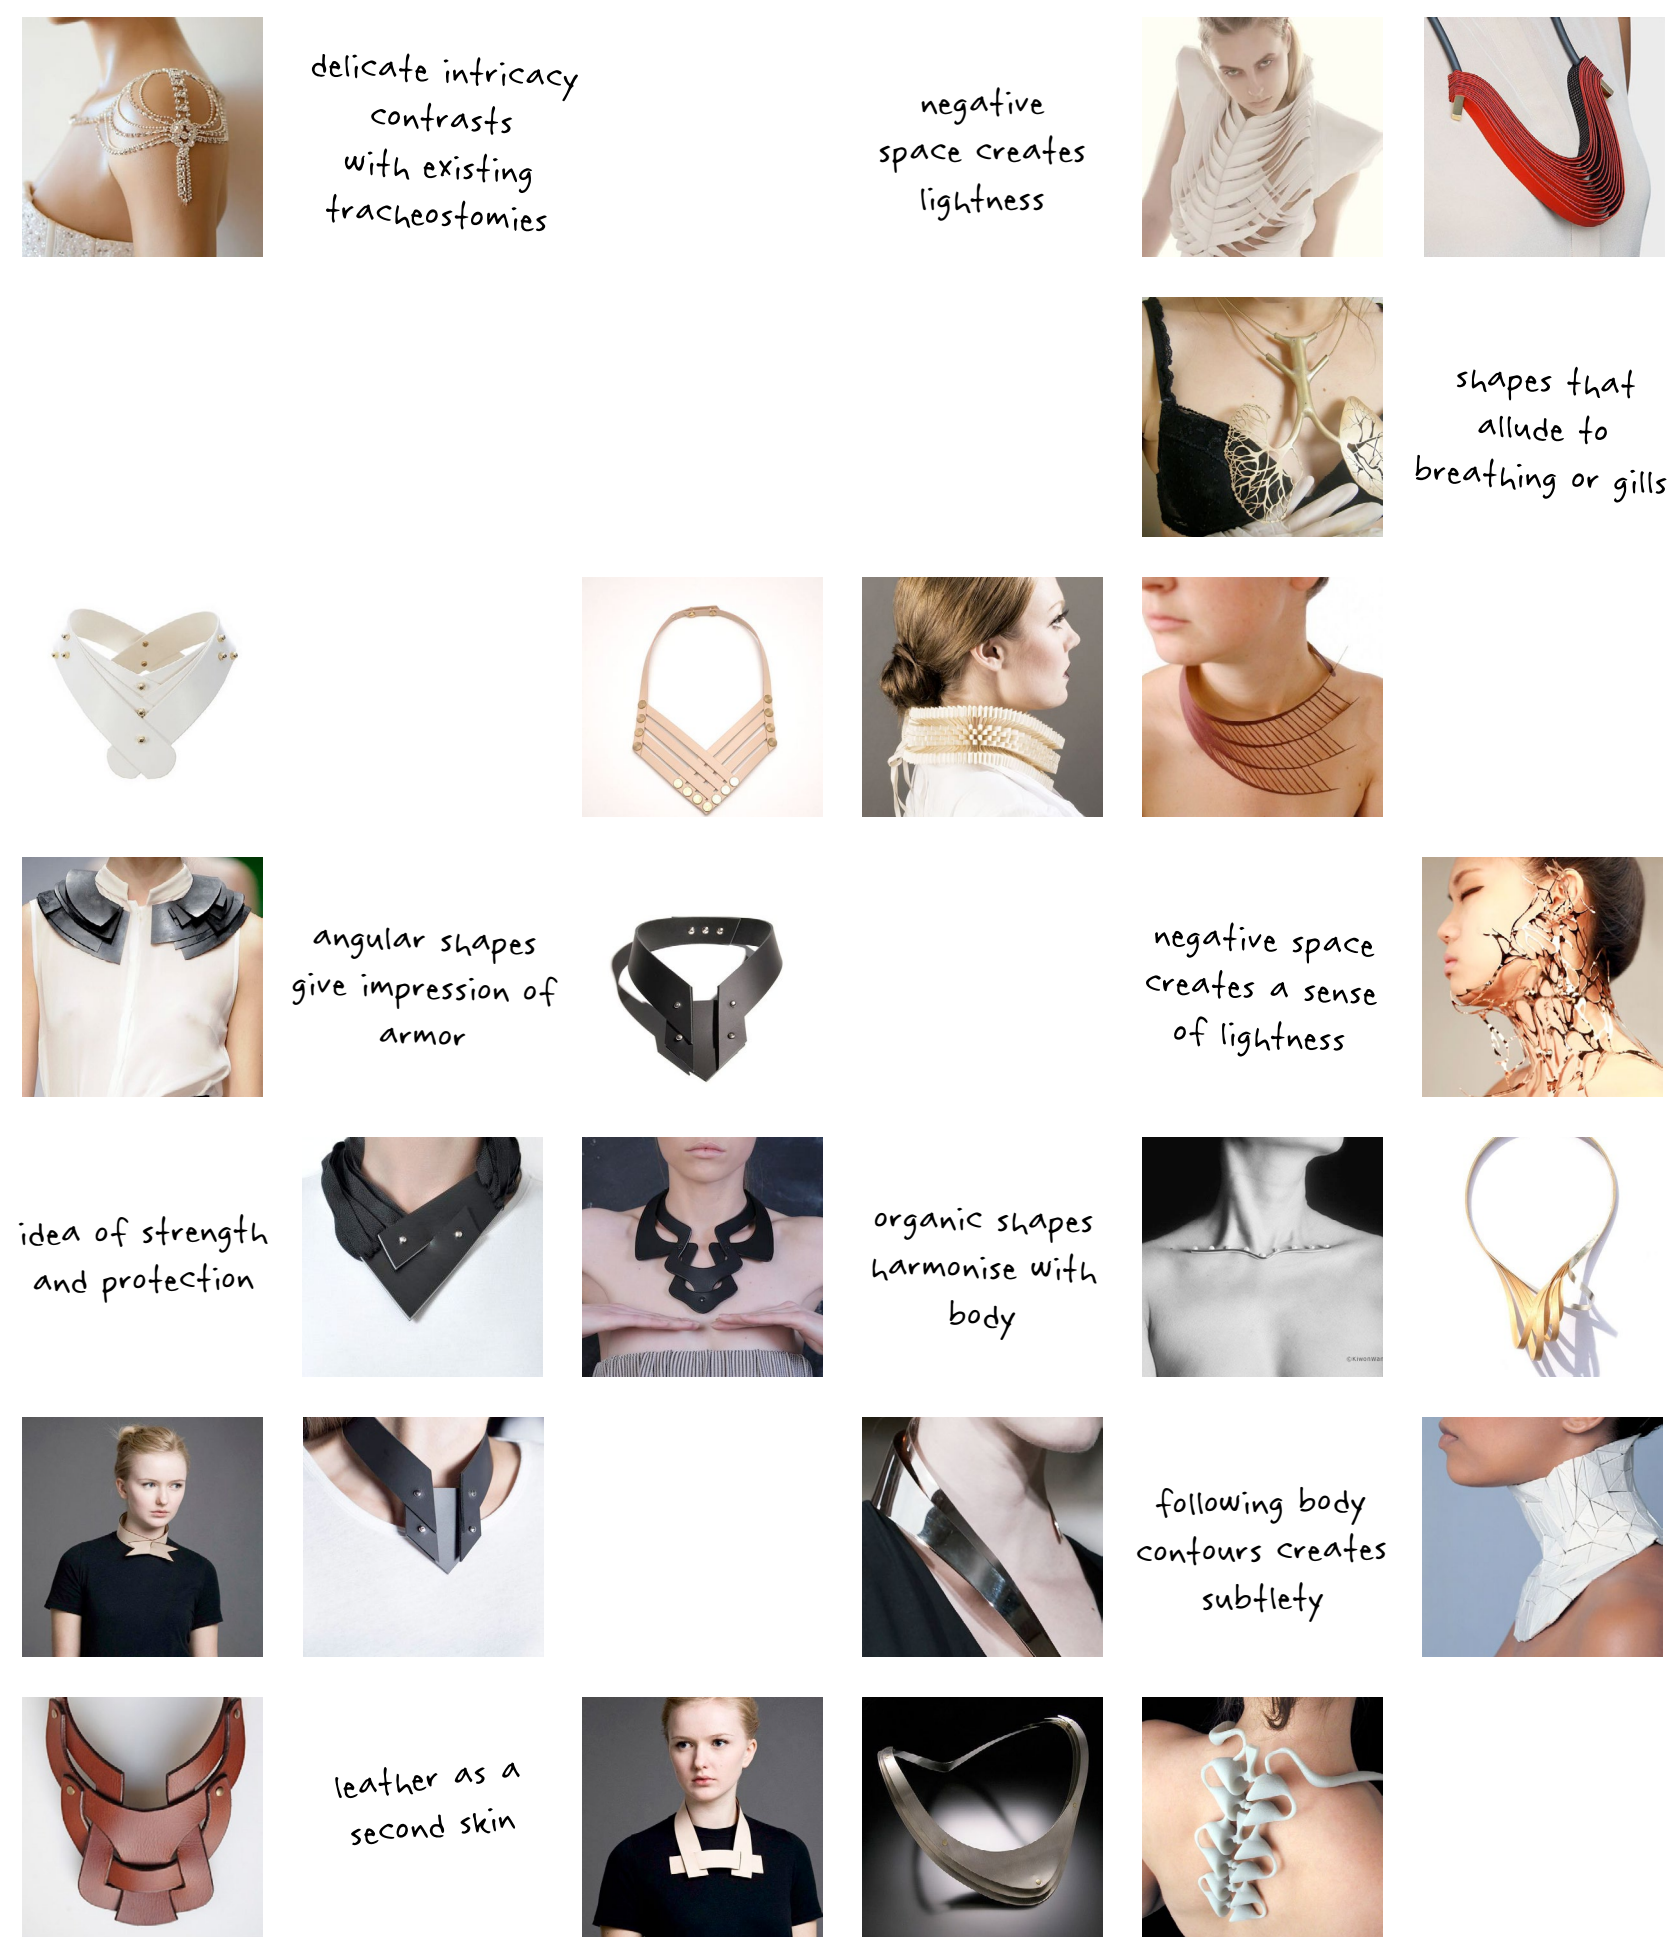 delicate intricacy
contrasts
with existing
tracheostomies
negative
space creates
lightness
shapes that
allude to
breathing or gills
angular shapes
give impression of
armor
negative space
creates a sense
of lightness
idea of strength
and protection
organic shapes
harmonise with
body
following body
contours creates
subtlety
leather as a
second skin